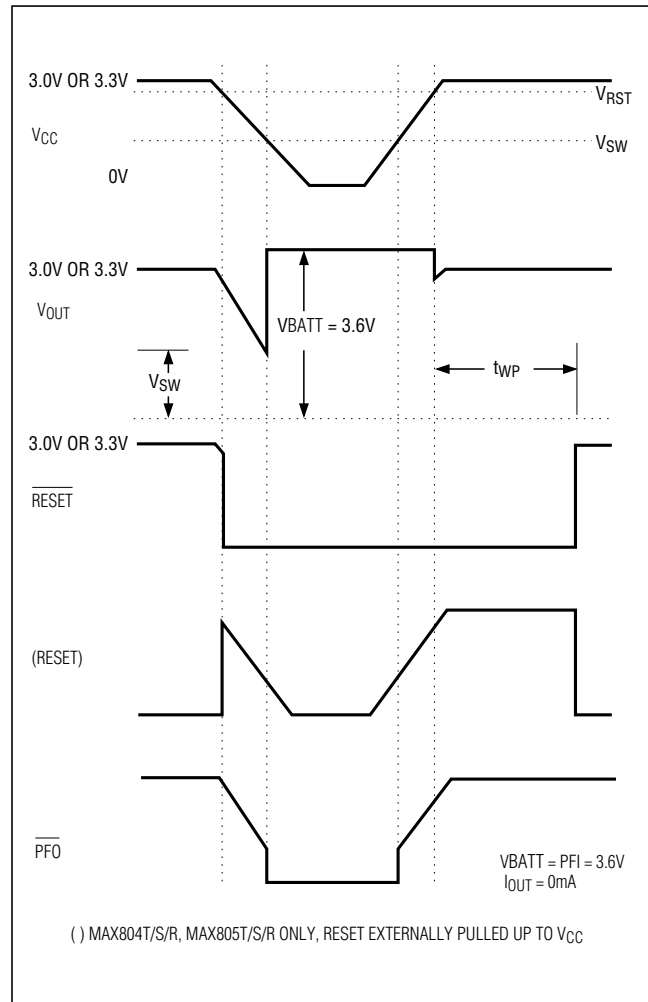 3.0V OR 3.3V
VRST
VCC
VSW
0V
3.0V OR 3.3V
VOUT
VBATT = 3.6V
VSW
tWP
3.0V OR 3.3V
RESET
(RESET)
PFO
VBATT = PFI = 3.6V
IOUT = 0mA
( ) MAX804T/S/R, MAX805T/S/R ONLY, RESET EXTERNALLY PULLED UP TO VCC